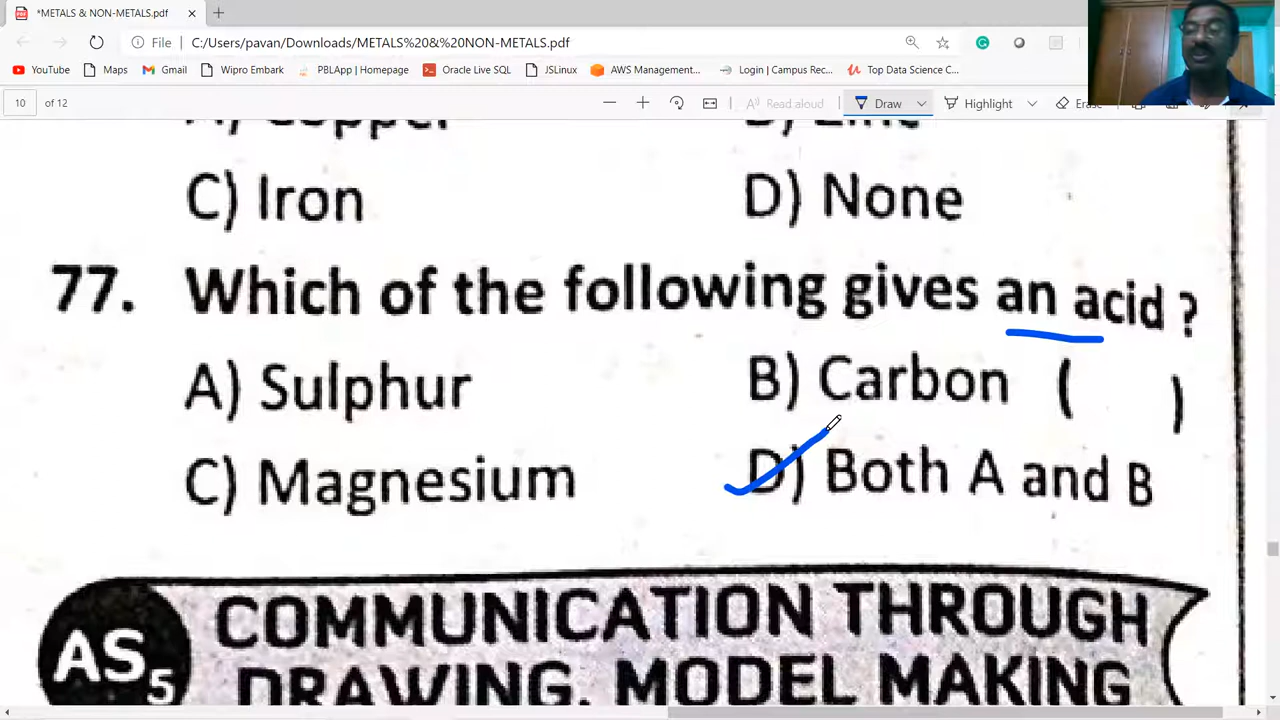 *METALS & NON-METALS.pdf
File C:/Users/pavan/Downloads/METALS%20&%20NON-METALS.pdf
YouTube Maps Gmail Wipro Embark PBLApp | Homepage Oracle Live SQL JSLinux AWS Management... Login | Campus Rec... Top Data Science C...
10 of 12 Read aloud Draw Highlight Erase
A) Copper
C) Iron D) None
77. Which of the following gives an acid ?
A) Sulphur B) Carbon ( )
C) Magnesium D) Both A and B
AS5 COMMUNICATION THROUGH
DRAWING, MODEL MAKING